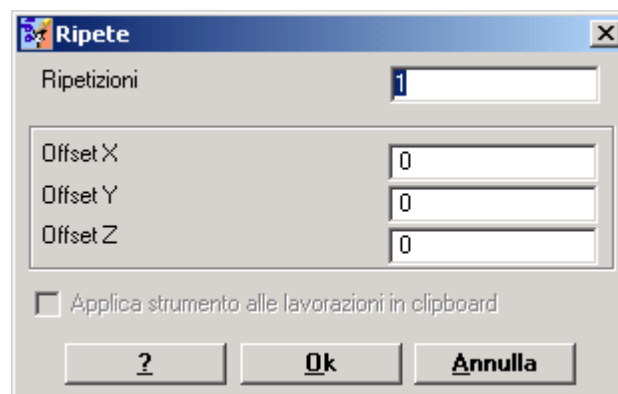 Ripete
Ripetizioni 1
Offset X 0
Offset Y 0
Offset Z 0
Applica strumento alle lavorazioni in clipboard
? Ok Annulla